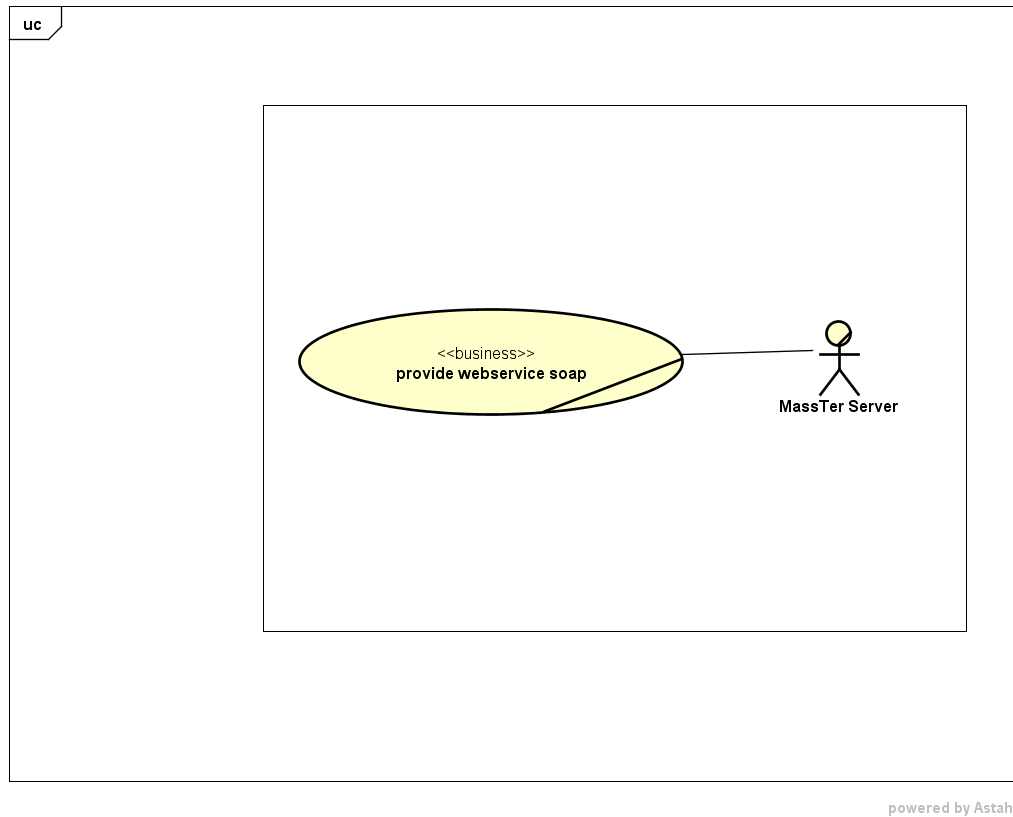 uc
<<business>>
provide webservice soap
MassTer Server
powered by Astah